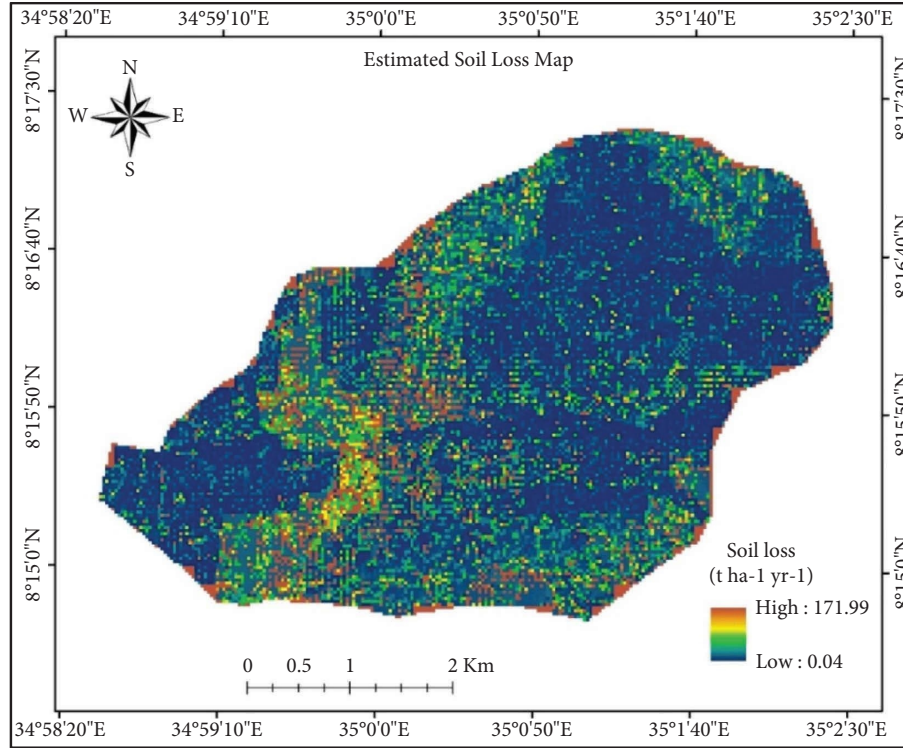 34°58'20"E 34°59'10"E 35°0'0"E 35°0'50"E 35°1'40"E 35°2'30"E
Estimated Soil Loss Map
N
W E
S
8°17'30"N 8°17'30"N
8°16'40"N 8°16'40"N
8°15'50"N 8°15'50"N
8°15'0"N 8°15'0"N
Soil loss
(t ha-1 yr-1)
High : 171.99
Low : 0.04
0 0.5 1 2 Km
34°58'20"E 34°59'10"E 35°0'0"E 35°0'50"E 35°1'40"E 35°2'30"E